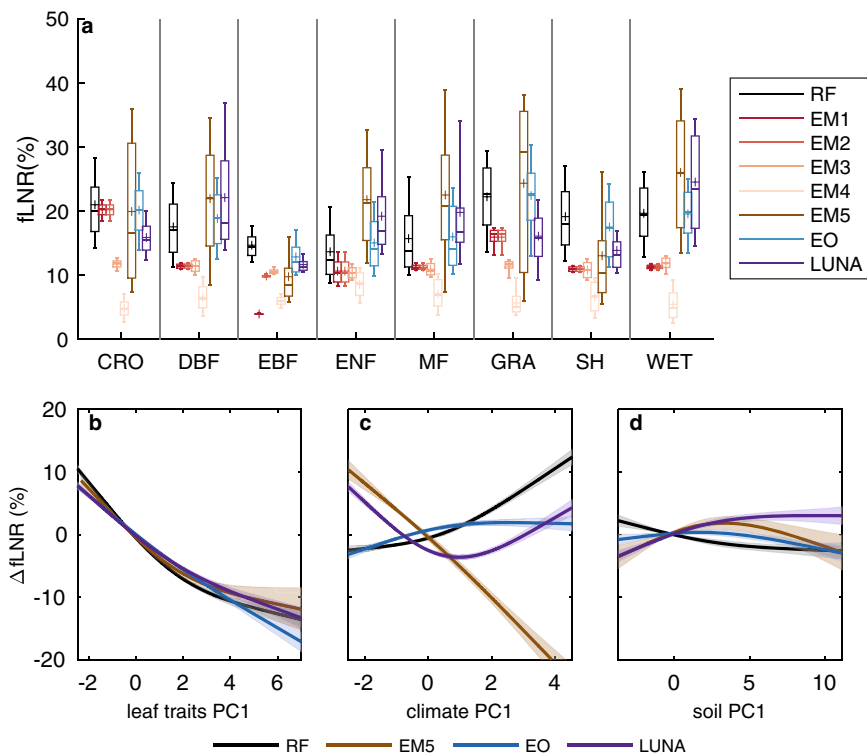 a
50
40
30
20
10
0
fLNR(%)
CRO DBF EBF ENF MF GRA SH WET
RF
EM1
EM2
EM3
EM4
EM5
EO
LUNA
b c d
20
10
0
-10
-20
ΔfLNR (%)
-2 0 2 4 6
-2 0 2 4
0 5 10
leaf traits PC1 climate PC1 soil PC1
RF EM5 EO LUNA